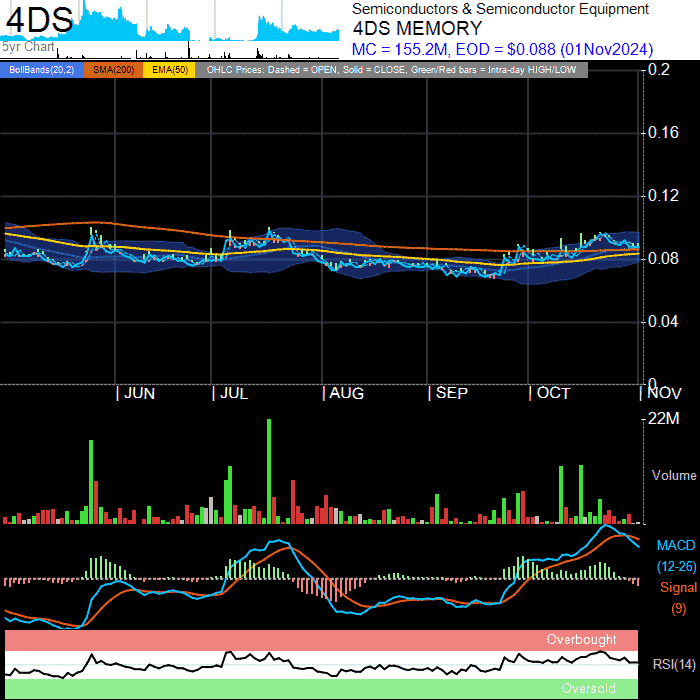 4DS
5yr Chart
Semiconductors & Semiconductor Equipment
4DS MEMORY
MC = 155.2M, EOD = $0.088 (01Nov2024)
BollBands(20,2) SMA(200) EMA(50) OHLC Prices: Dashed = OPEN, Solid = CLOSE, Green/Red bars = Intra-day HIGH/LOW
0.2
0.16
0.12
0.08
0.04
0
JUN JUL AUG SEP OCT NOV
22M
Volume
MACD
(12-26)
Signal
(9)
Overbought
RSI(14)
Oversold